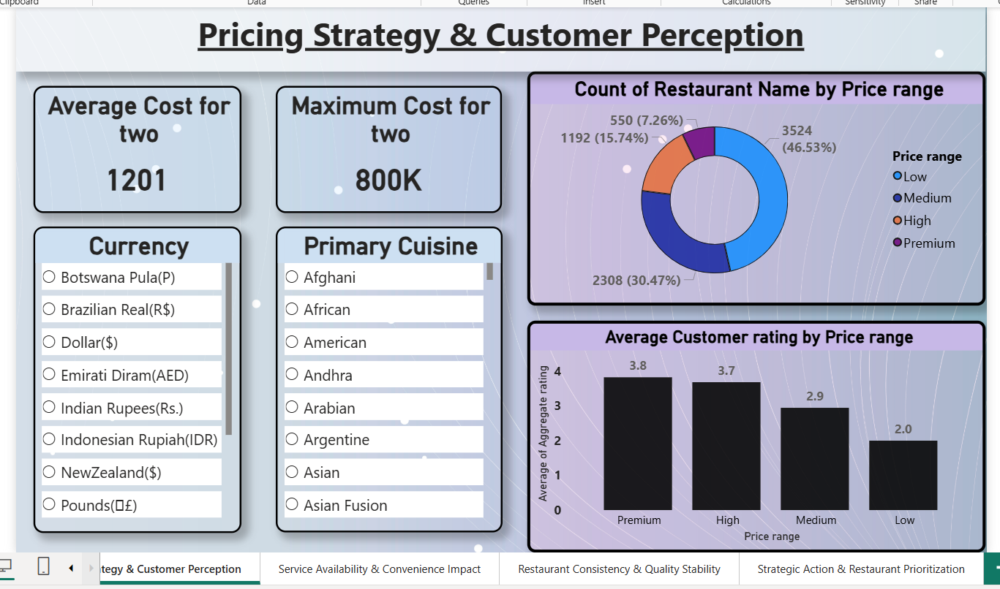 Clipboard
Data
Queries
Insert
Calculations
Sensitivity
Share
Pricing Strategy & Customer Perception
Average Cost for
two
1201
Maximum Cost for
two
800K
Count of Restaurant Name by Price range
550 (7.26%)
1192 (15.74%)
3524
(46.53%)
2308 (30.47%)
Price range
Low
Medium
High
Premium
Currency
Botswana Pula(P)
Brazilian Real(R$)
Dollar($)
Emirati Diram(AED)
Indian Rupees(Rs.)
Indonesian Rupiah(IDR)
NewZealand($)
Pounds(□£)
Primary Cuisine
Afghani
African
American
Andhra
Arabian
Argentine
Asian
Asian Fusion
Average Customer rating by Price range
Average of Aggregate rating
4
3
2
1
0
3.8
3.7
2.9
2.0
Premium
High
Medium
Low
Price range
tegy & Customer Perception
Service Availability & Convenience Impact
Restaurant Consistency & Quality Stability
Strategic Action & Restaurant Prioritization